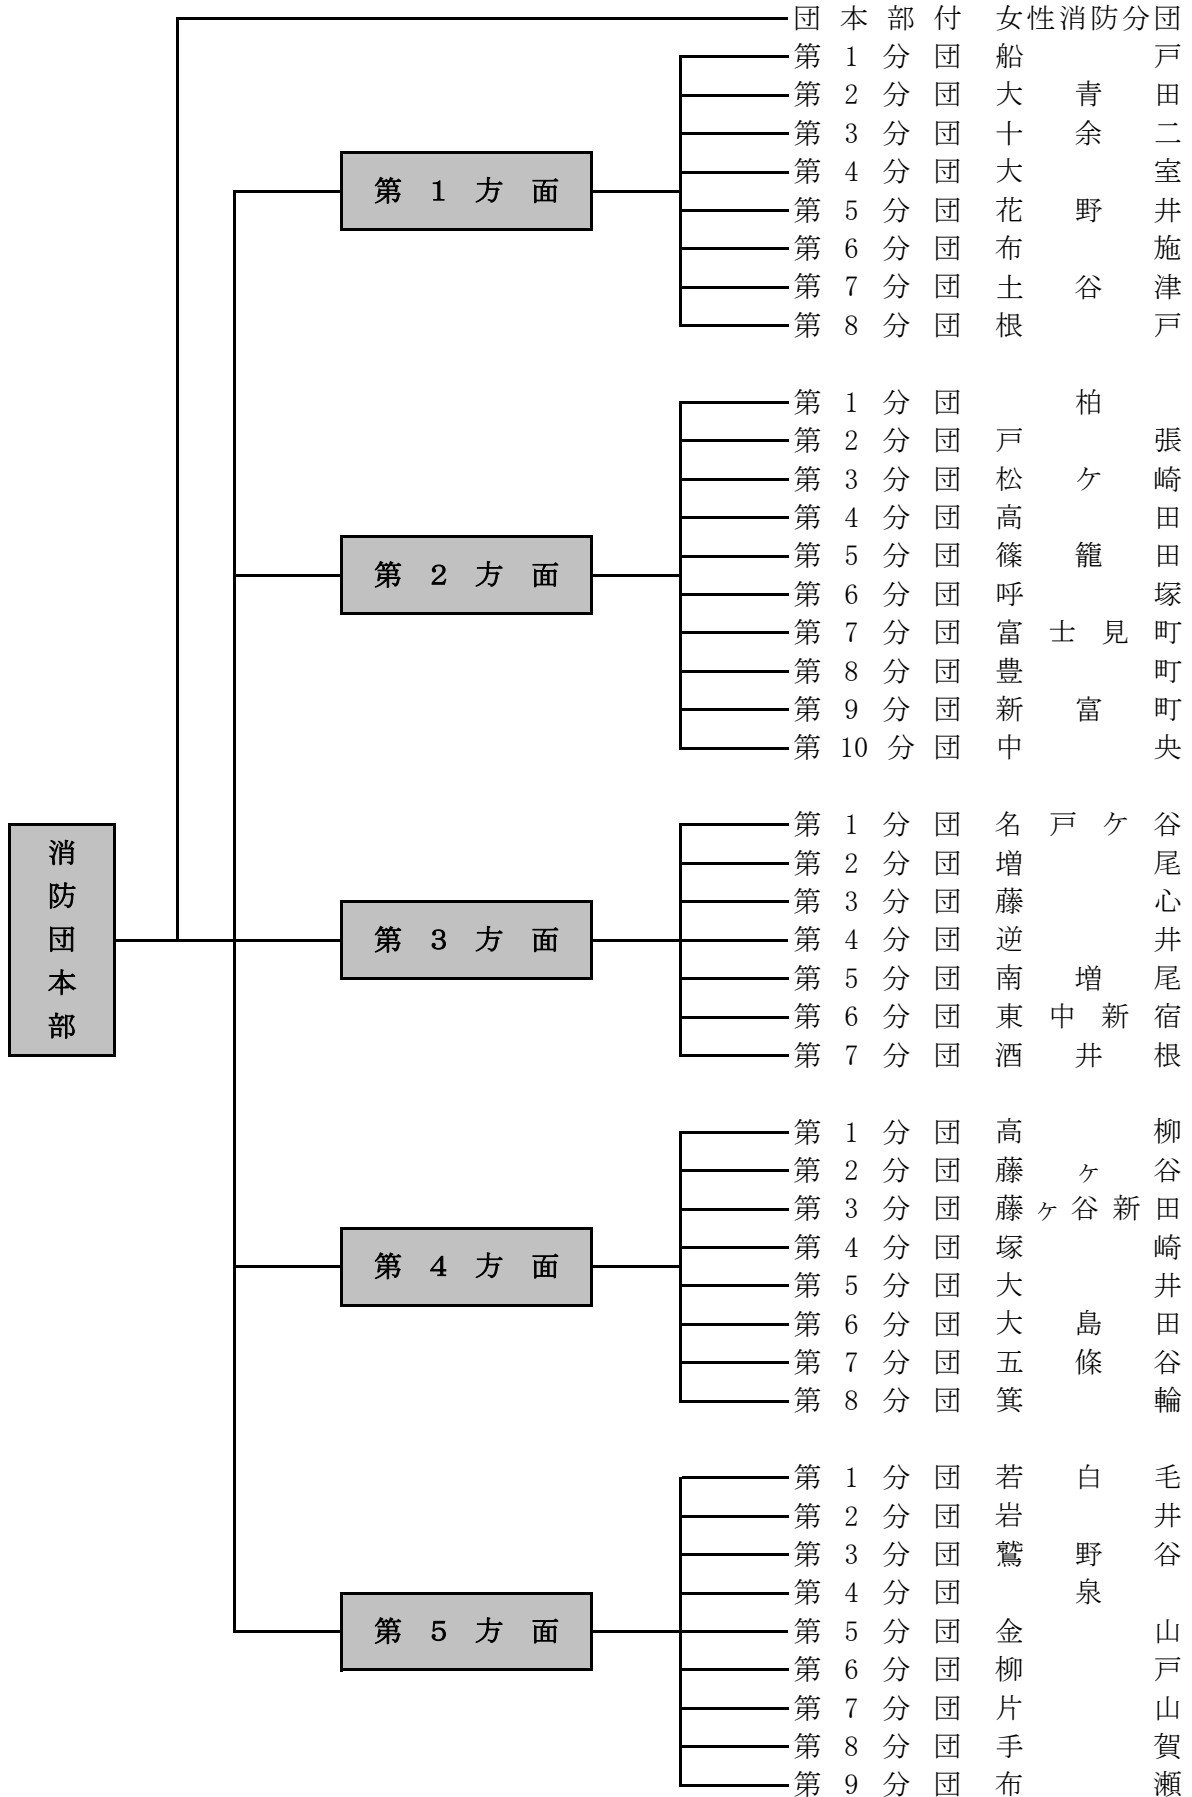 団本部付 女性消防分団
第1方面
第1分団 船戸
第2分団 大青田
第3分団 十余二
第4分団 大室
第5分団 花野井
第6分団 布施
第7分団 土谷津
第8分団 根戸
第2方面
第1分団 柏
第2分団 戸張
第3分団 松ケ崎
第4分団 高田
第5分団 篠籠田
第6分団 呼塚
第7分団 富士見町
第8分団 豊町
第9分団 新富町
第10分団 中央
消防団本部
第3方面
第1分団 名戸ケ谷
第2分団 増尾
第3分団 藤心
第4分団 逆井
第5分団 南増尾
第6分団 東中新宿
第7分団 酒井根
第4方面
第1分団 高柳
第2分団 藤ヶ谷
第3分団 藤ヶ谷新田
第4分団 塚崎
第5分団 大井
第6分団 大島田
第7分団 五條谷
第8分団 箕輪
第5方面
第1分団 若白毛
第2分団 岩井
第3分団 鷲野谷
第4分団 泉
第5分団 金山
第6分団 柳戸
第7分団 片山
第8分団 手賀
第9分団 布瀬